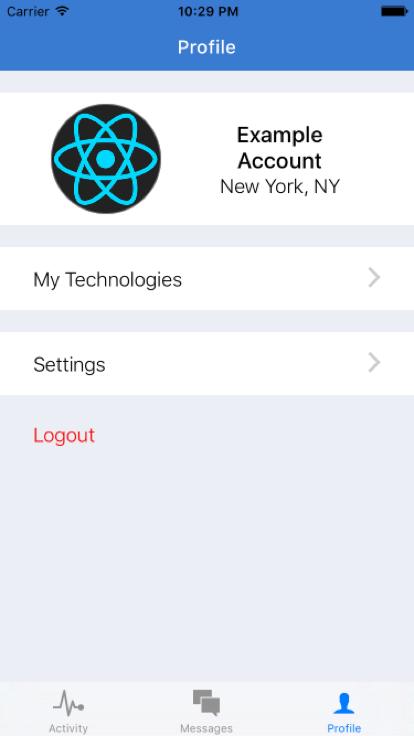 Carrier 10:29 PM
Profile
Example
Account
New York, NY
My Technologies
Settings
Logout
Activity Messages Profile